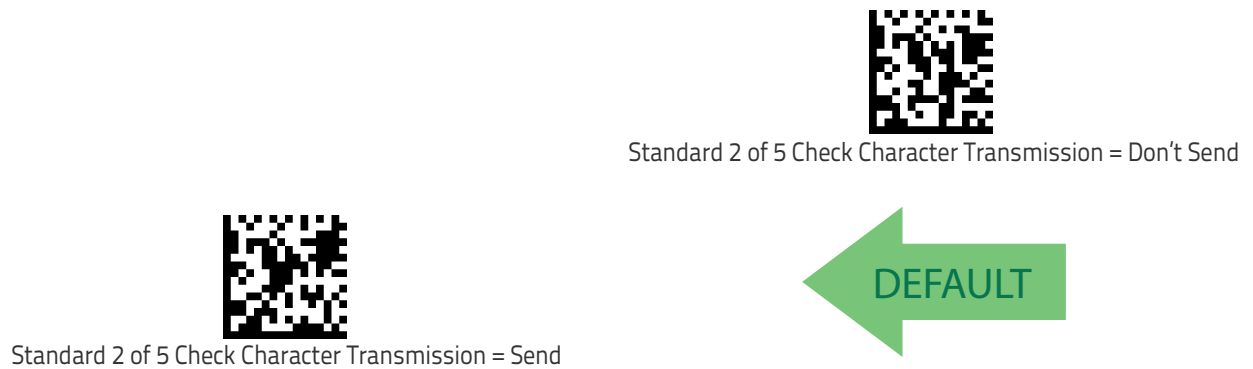 Standard 2 of 5 Check Character Transmission = Don't Send
DEFAULT
Standard 2 of 5 Check Character Transmission = Send